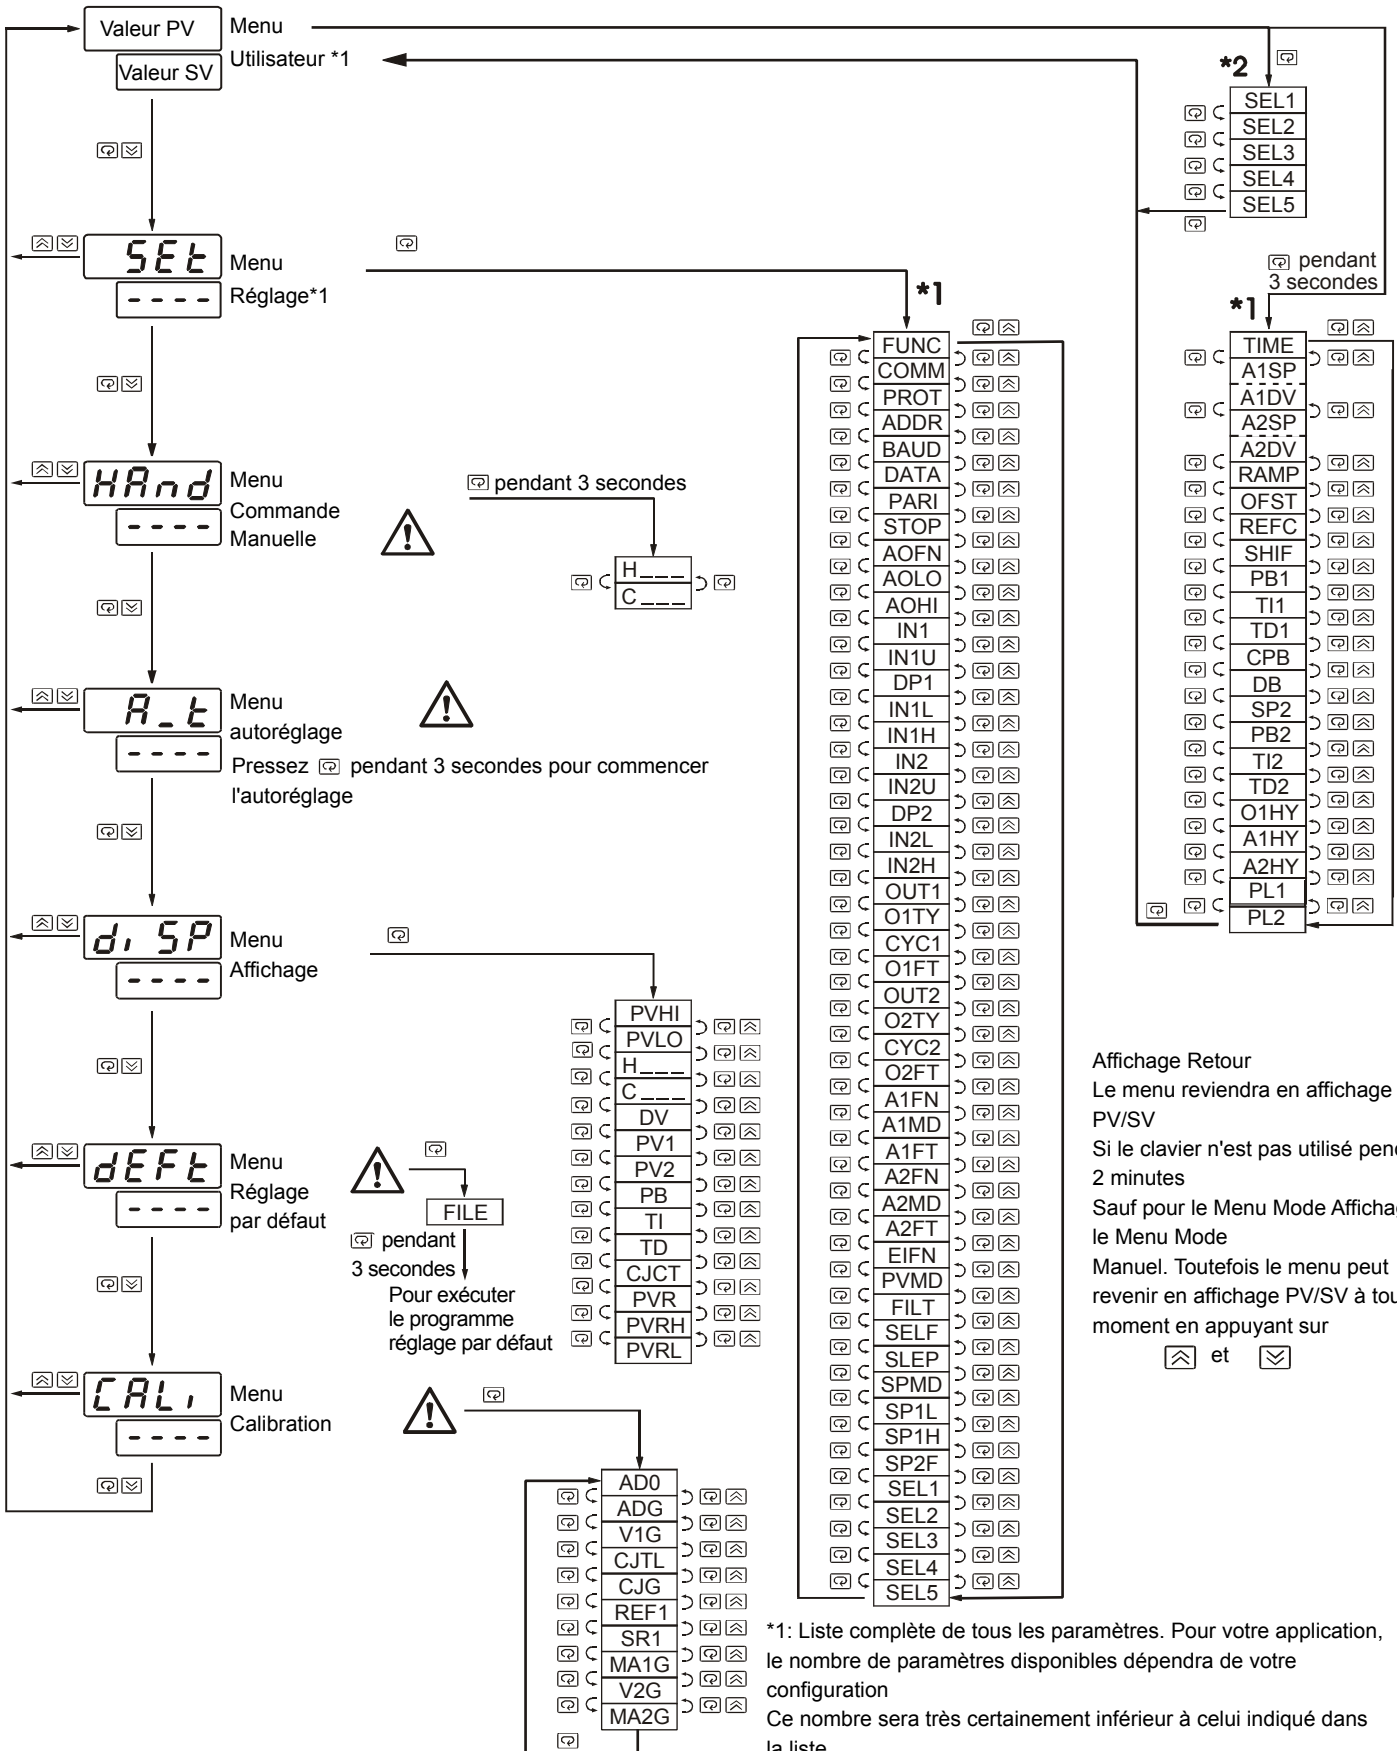 Valeur PV
Valeur SV
Menu
Utilisateur *1
*2
SEL1
SEL2
SEL3
SEL4
SEL5
SEt
- - - -
Menu
Réglage*1
pendant
3 secondes
*1
TIME
A1SP
A1DV
A2SP
A2DV
RAMP
OFST
REFC
SHIF
PB1
TI1
TD1
CPB
DB
SP2
PB2
TI2
TD2
O1HY
A1HY
A2HY
PL1
PL2
*1
FUNC
COMM
PROT
ADDR
BAUD
DATA
PARI
STOP
AOFN
AOLO
AOHI
IN1
IN1U
DP1
IN1L
IN1H
IN2
IN2U
DP2
IN2L
IN2H
OUT1
O1TY
CYC1
O1FT
OUT2
O2TY
CYC2
O2FT
A1FN
A1MD
A1FT
A2FN
A2MD
A2FT
EIFN
PVMD
FILT
SELF
SLEP
SPMD
SP1L
SP1H
SP2F
SEL1
SEL2
SEL3
SEL4
SEL5
HAnd
- - - -
Menu
Commande
Manuelle
pendant 3 secondes
H___
C___
A_t
- - - -
Menu
autoréglage
Pressez pendant 3 secondes pour commencer
l'autoréglage
diSP
- - - -
Menu
Affichage
PVHI
PVLO
H___
C___
DV
PV1
PV2
PB
TI
TD
CJCT
PVR
PVRH
PVRL
dEFt
- - - -
Menu
Réglage
par défaut
FILE
pendant
3 secondes
Pour exécuter
le programme
réglage par défaut
CALi
- - - -
Menu
Calibration
AD0
ADG
V1G
CJTL
CJG
REF1
SR1
MA1G
V2G
MA2G
Affichage Retour
Le menu reviendra en affichage
PV/SV
Si le clavier n'est pas utilisé
2 minutes
Sauf pour le Menu Mode
le Menu Mode
Manuel. Toutefois le menu peut
revenir en affichage PV/SV à
moment en appuyant sur
et
*1: Liste complète de tous les paramètres. Pour votre application,
le nombre de paramètres disponibles dépendra de votre
configuration
Ce nombre sera très certainement inférieur à celui indiqué dans
la liste